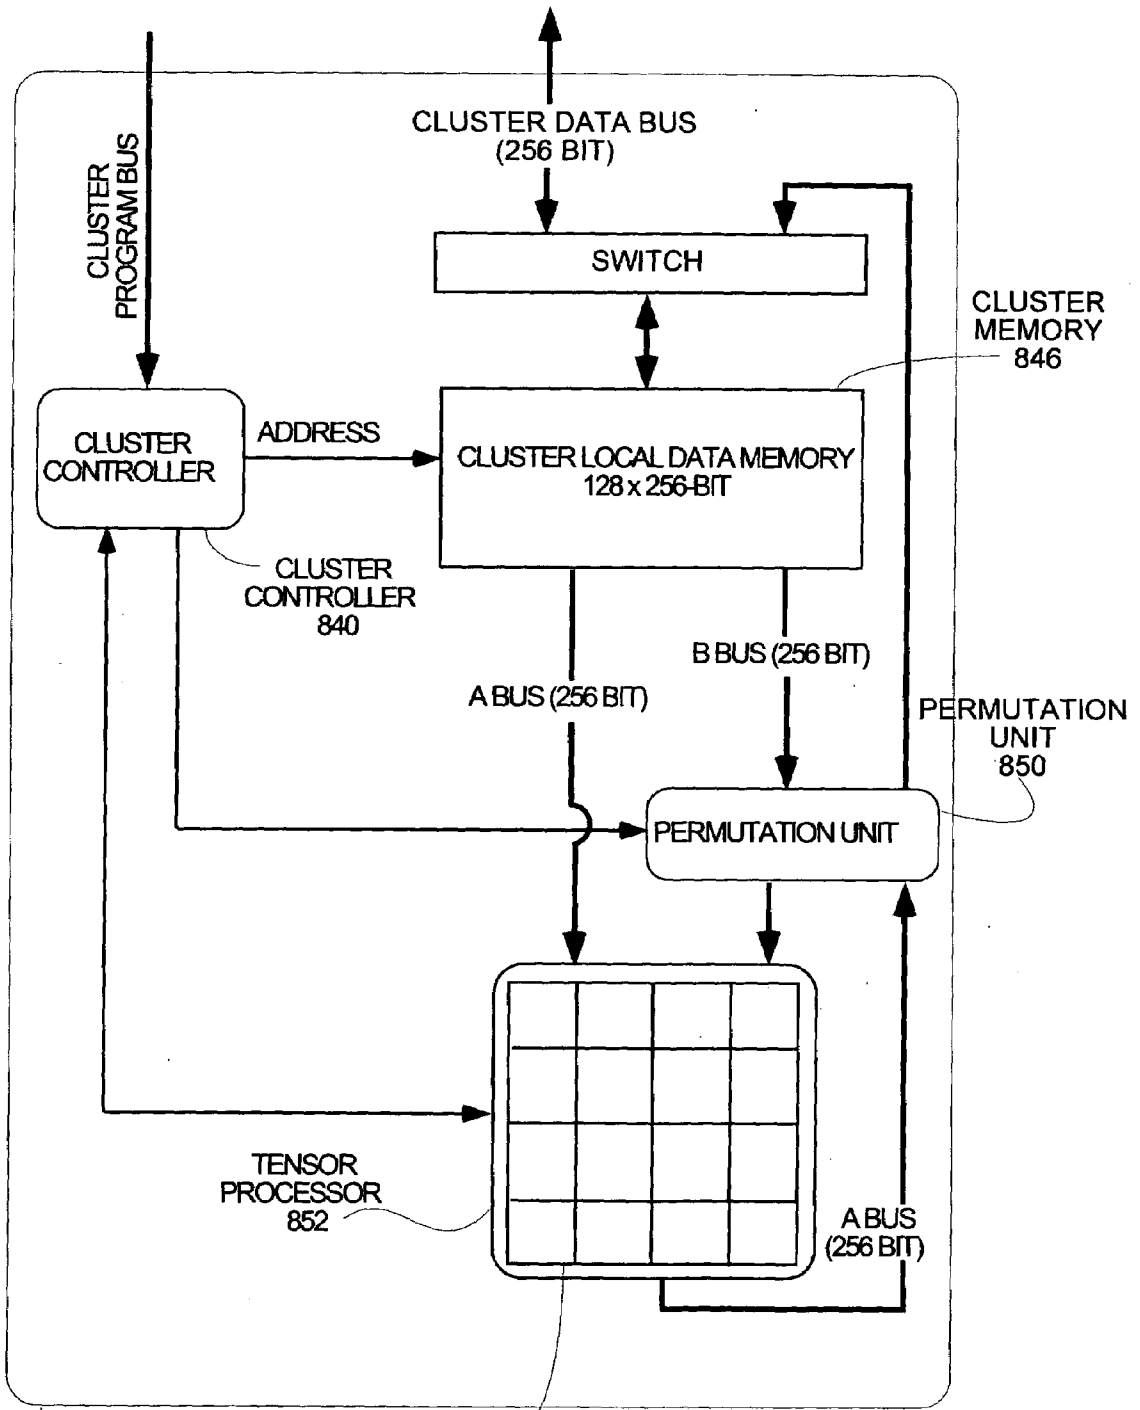 CLUSTER DATA BUS
(256 BIT)
CLUSTER
PROGRAM BUS
SWITCH
CLUSTER
MEMORY
846
CLUSTER
CONTROLLER
ADDRESS
CLUSTER LOCAL DATA MEMORY
128 x 256-BIT
CLUSTER
CONTROLLER
840
B BUS (256 BIT)
A BUS (256 BIT)
PERMUTATION
UNIT
850
PERMUTATION UNIT
TENSOR
PROCESSOR
852
A BUS
(256 BIT)